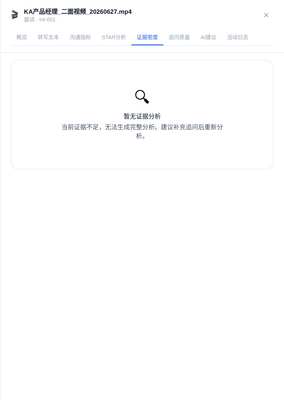 KA产品经理_二面视频_20260627.mp4
面试 · int-001
概览 转写文本 沟通指标 STAR分析 证据密度 追问质量 AI建议 活动日志
暂无证据分析
当前证据不足，无法生成完整分析。建议补充追问后重新分
析。